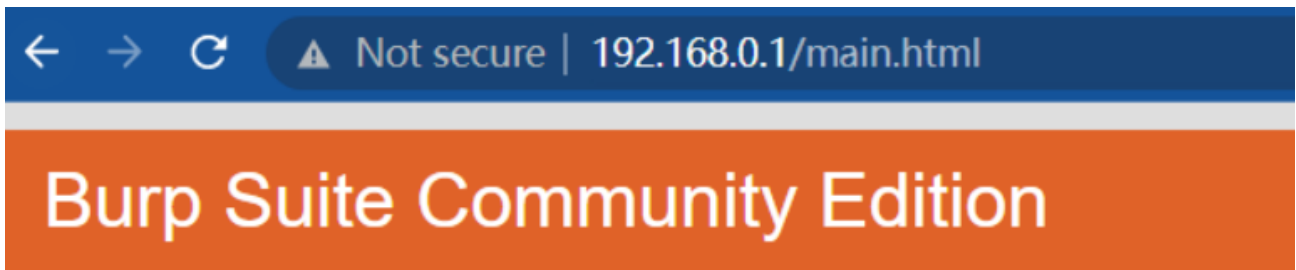 Not secure | 192.168.0.1/main.html
Burp Suite Community Edition